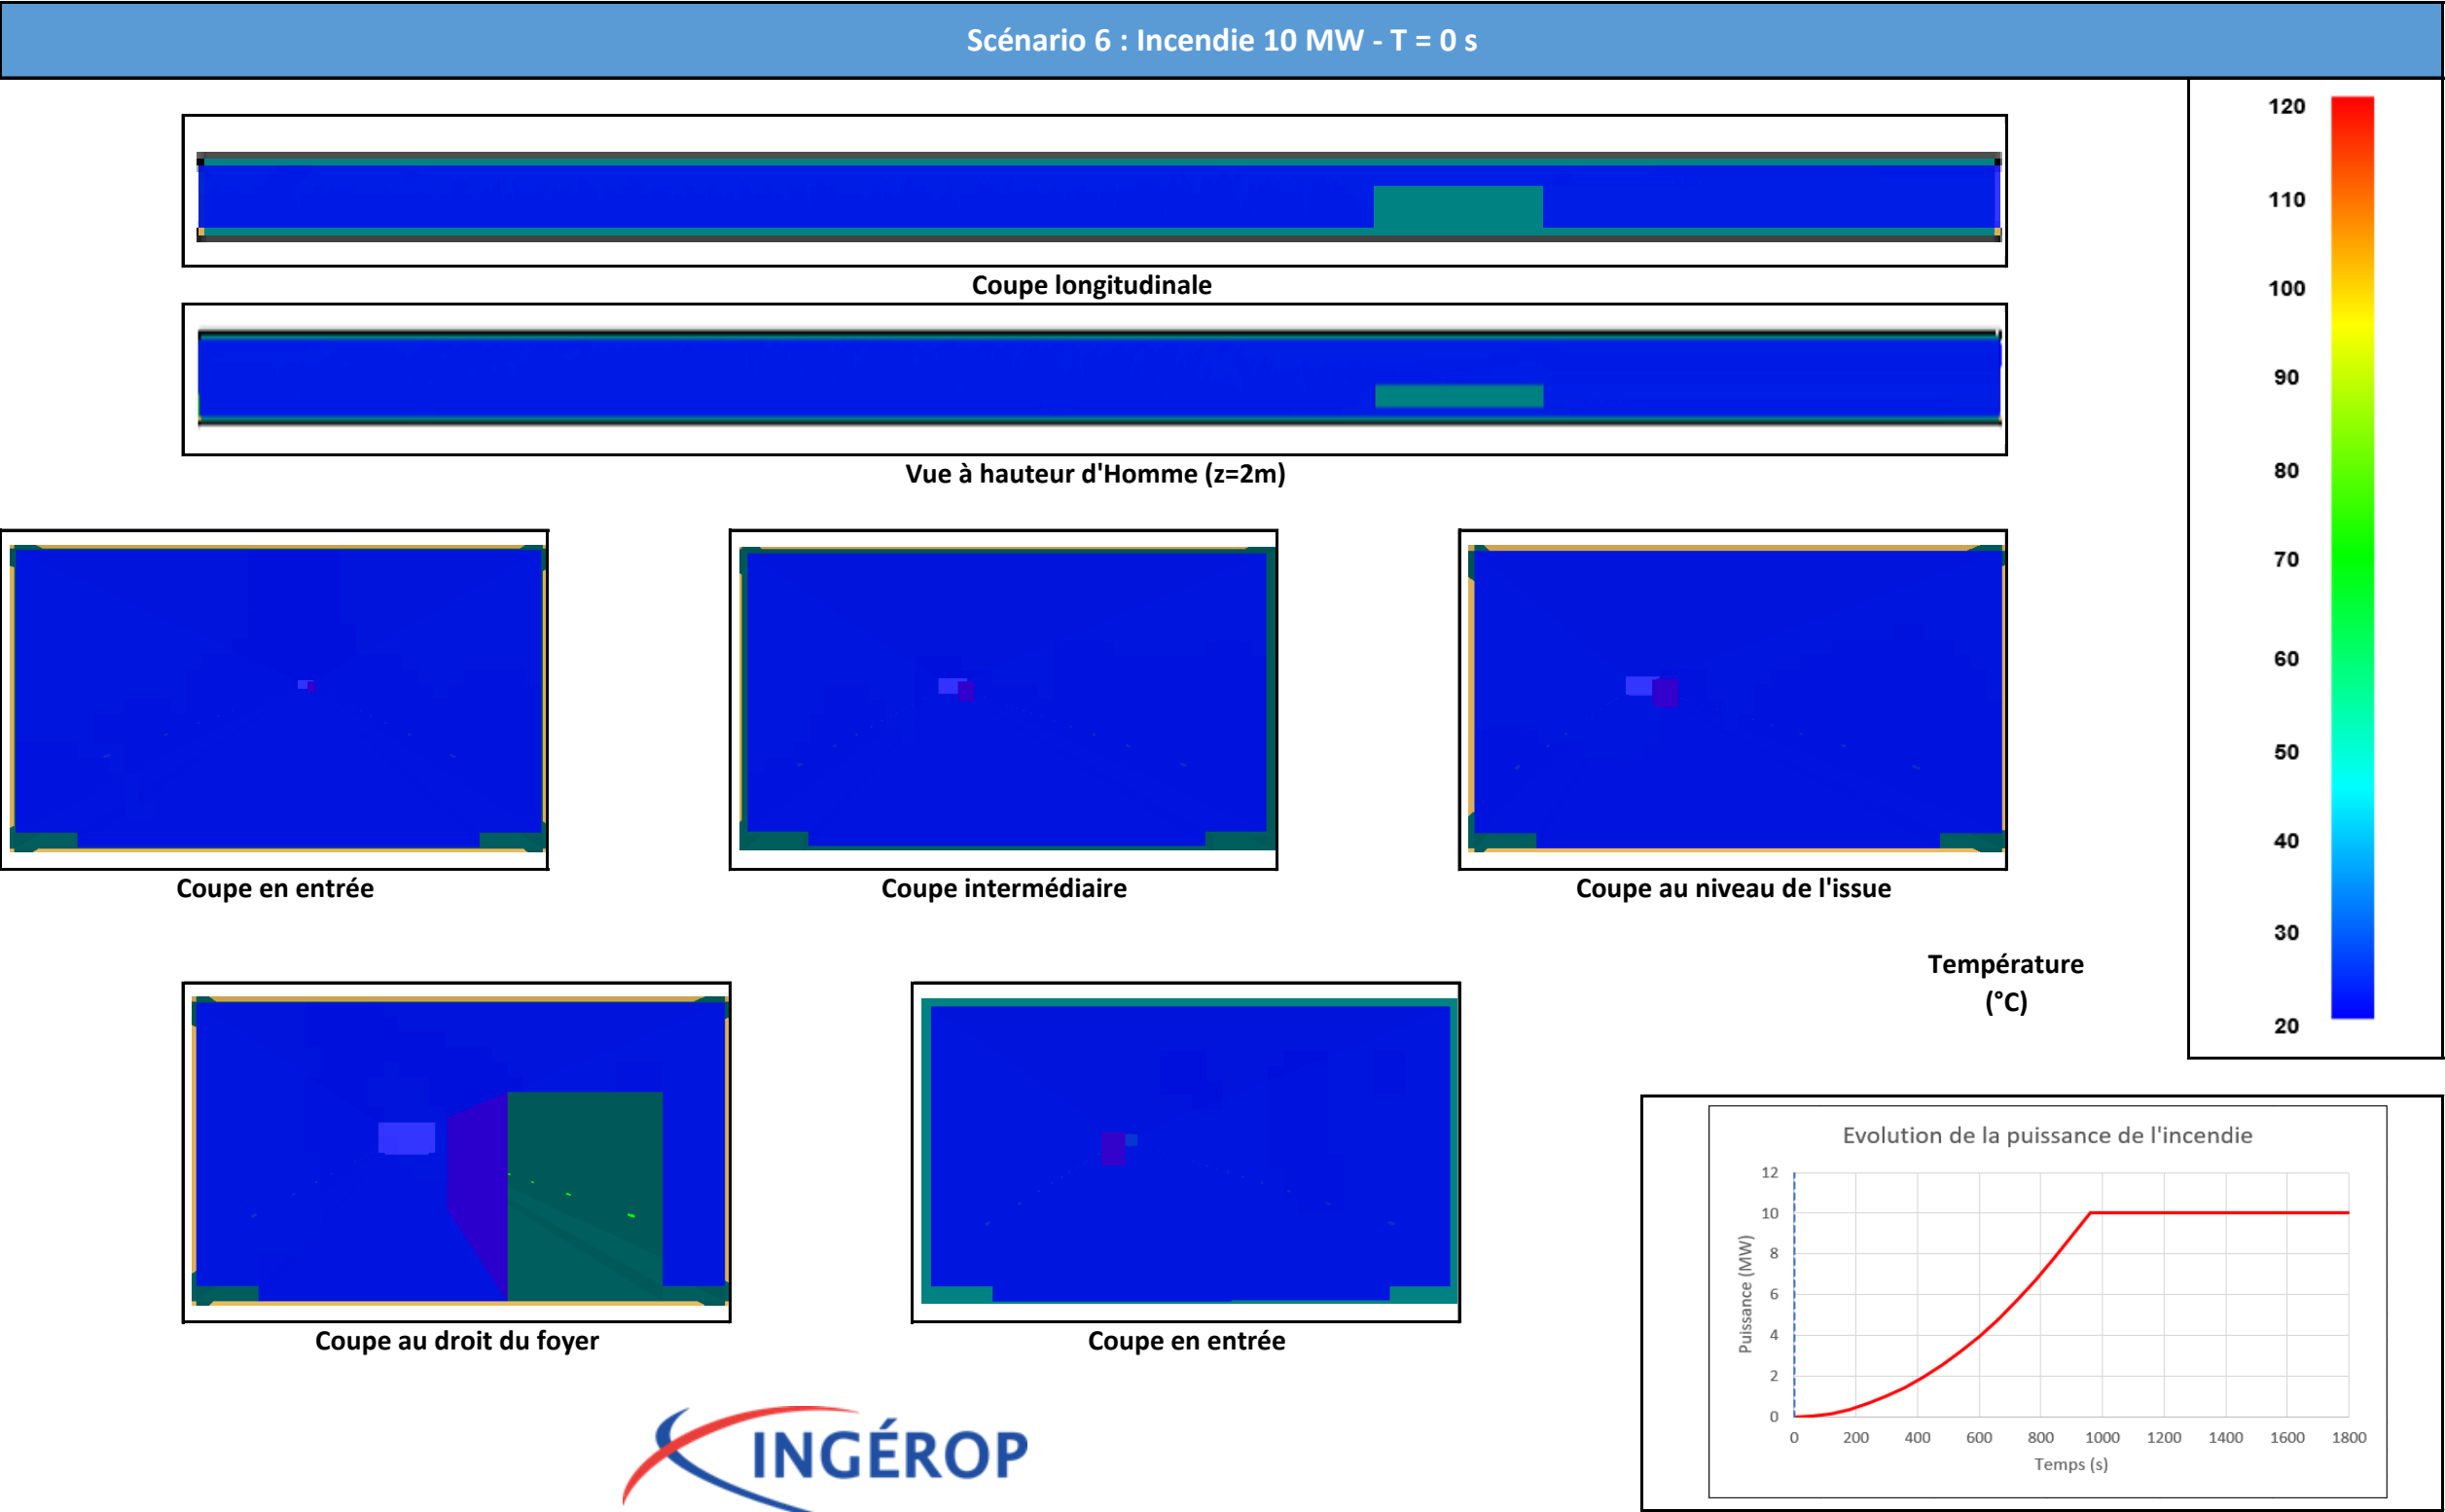 Scénario 6 : Incendie 10 MW - T = 0 s
Coupe longitudinale
Vue à hauteur d'Homme (z=2m)
Coupe en entrée
Coupe intermédiaire
Coupe au niveau de l'issue
Coupe au droit du foyer
Coupe en entrée
Température
(°C)
120
110
100
90
80
70
60
50
40
30
20
Evolution de la puissance de l'incendie
Puissance (MW)
12
10
8
6
4
2
0
0 200 400 600 800 1000 1200 1400 1600 1800
Temps (s)
INGÉROP